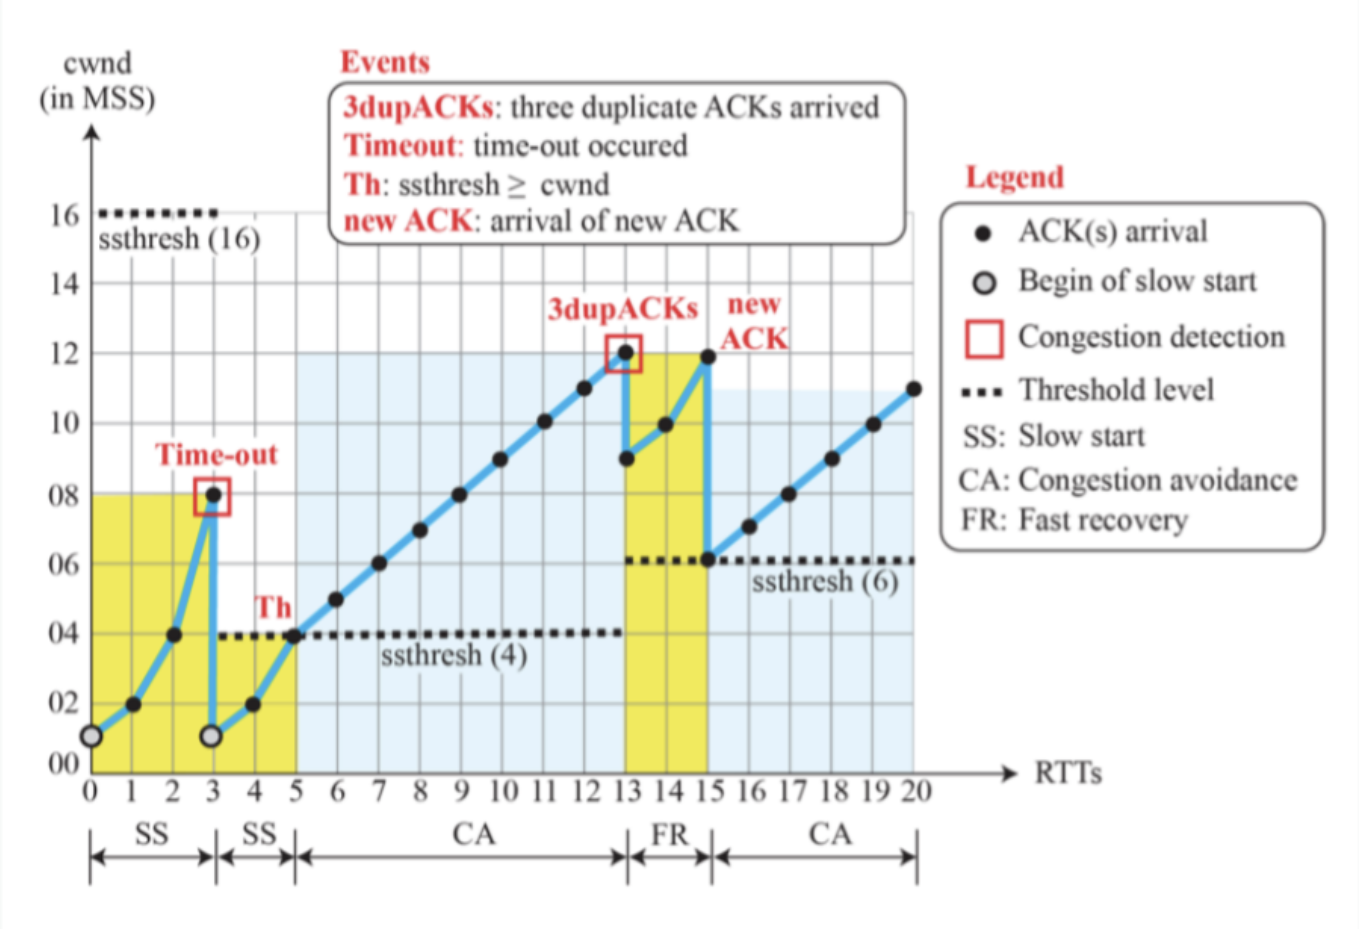 cwnd
(in MSS)
Events
3dupACKs: three duplicate ACKs arrived
Timeout: time-out occured
Th: ssthresh ≥ cwnd
new ACK: arrival of new ACK
Legend
ACK(s) arrival
Begin of slow start
Congestion detection
Threshold level
SS: Slow start
CA: Congestion avoidance
FR: Fast recovery
16
14
12
10
08
06
04
02
00
ssthresh (16)
3dupACKs
new
ACK
Time-out
Th
ssthresh (4)
ssthresh (6)
0 1 2 3 4 5 6 7 8 9 10 11 12 13 14 15 16 17 18 19 20
RTTs
SS SS CA FR CA